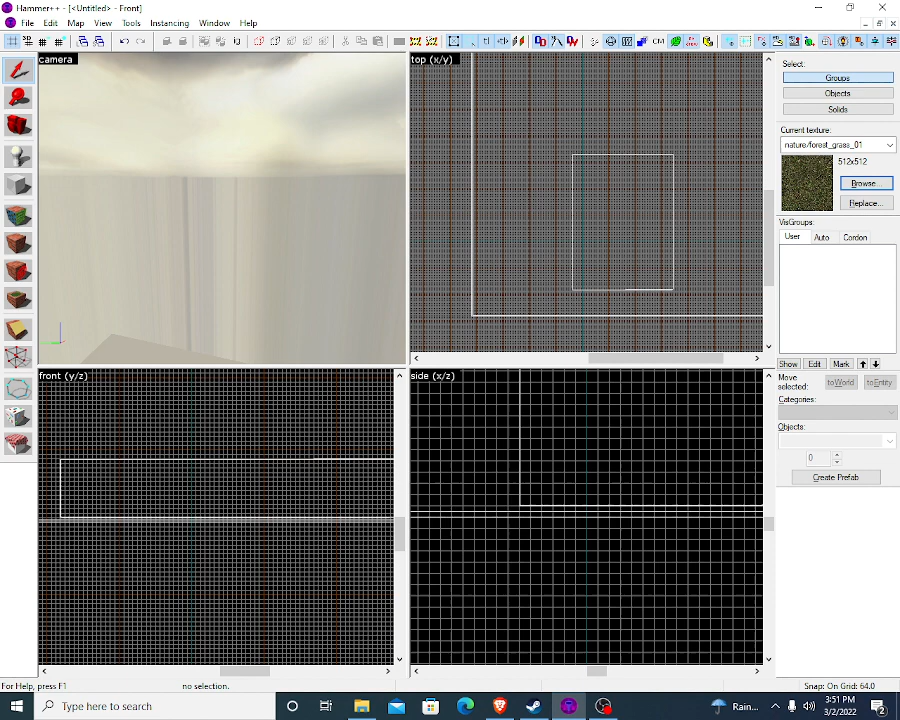 Hammer++ - [<Untitled> - Front]
File Edit Map View Tools Instancing Window Help
3D
CM
camera
top (x/y)
front (y/z)
side (x/z)
Select:
Groups
Objects
Solids
Current texture:
nature/forest_grass_01
512x512
Browse...
Replace...
VisGroups:
User Auto Cordon
Show Edit Mark
Move selected:
toWorld toEntity
Categories:
Objects:
0
Create Prefab
For Help, press F1 no selection. Snap: On Grid: 64.0
Type here to search
Rain...
3:51 PM
3/2/2022
2